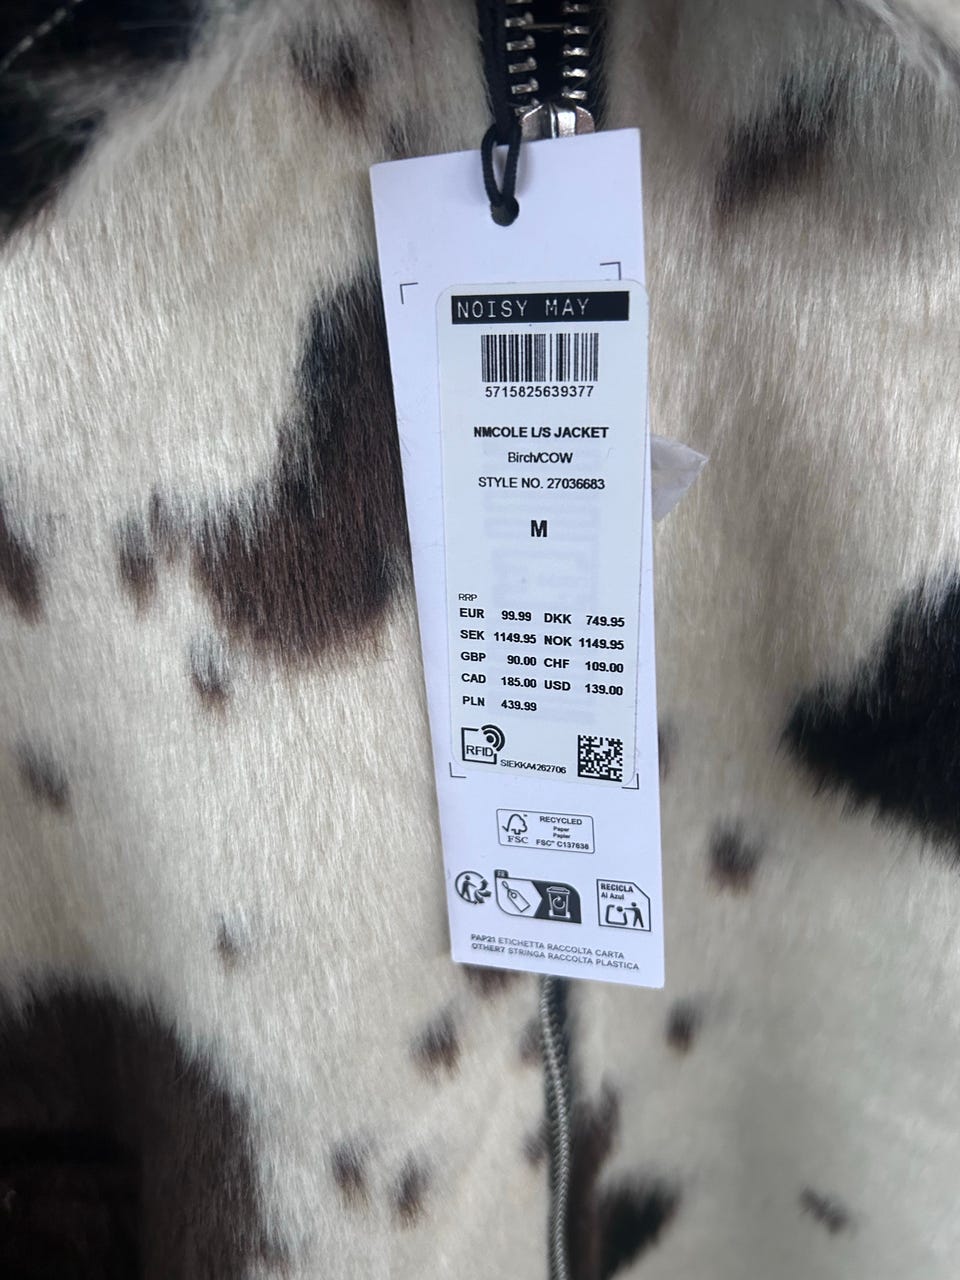 NOISY MAY
5715825639377
NMCOLE L/S JACKET
Birch/COW
STYLE NO. 27036683
M
RRP
EUR 99.99 DKK 749.95
SEK 1149.95 NOK 1149.95
GBP 90.00 CHF 109.00
CAD 185.00 USD 139.00
PLN 439.99
RFID
SIEKKA4262706
FSC
RECYCLED
Paper
Papier
FSC™ C137636
FR
RECICLA
Al Azul
PAP21 ETICHETTA RACCOLTA CARTA
OTHER7 STRINGA RACCOLTA PLASTICA